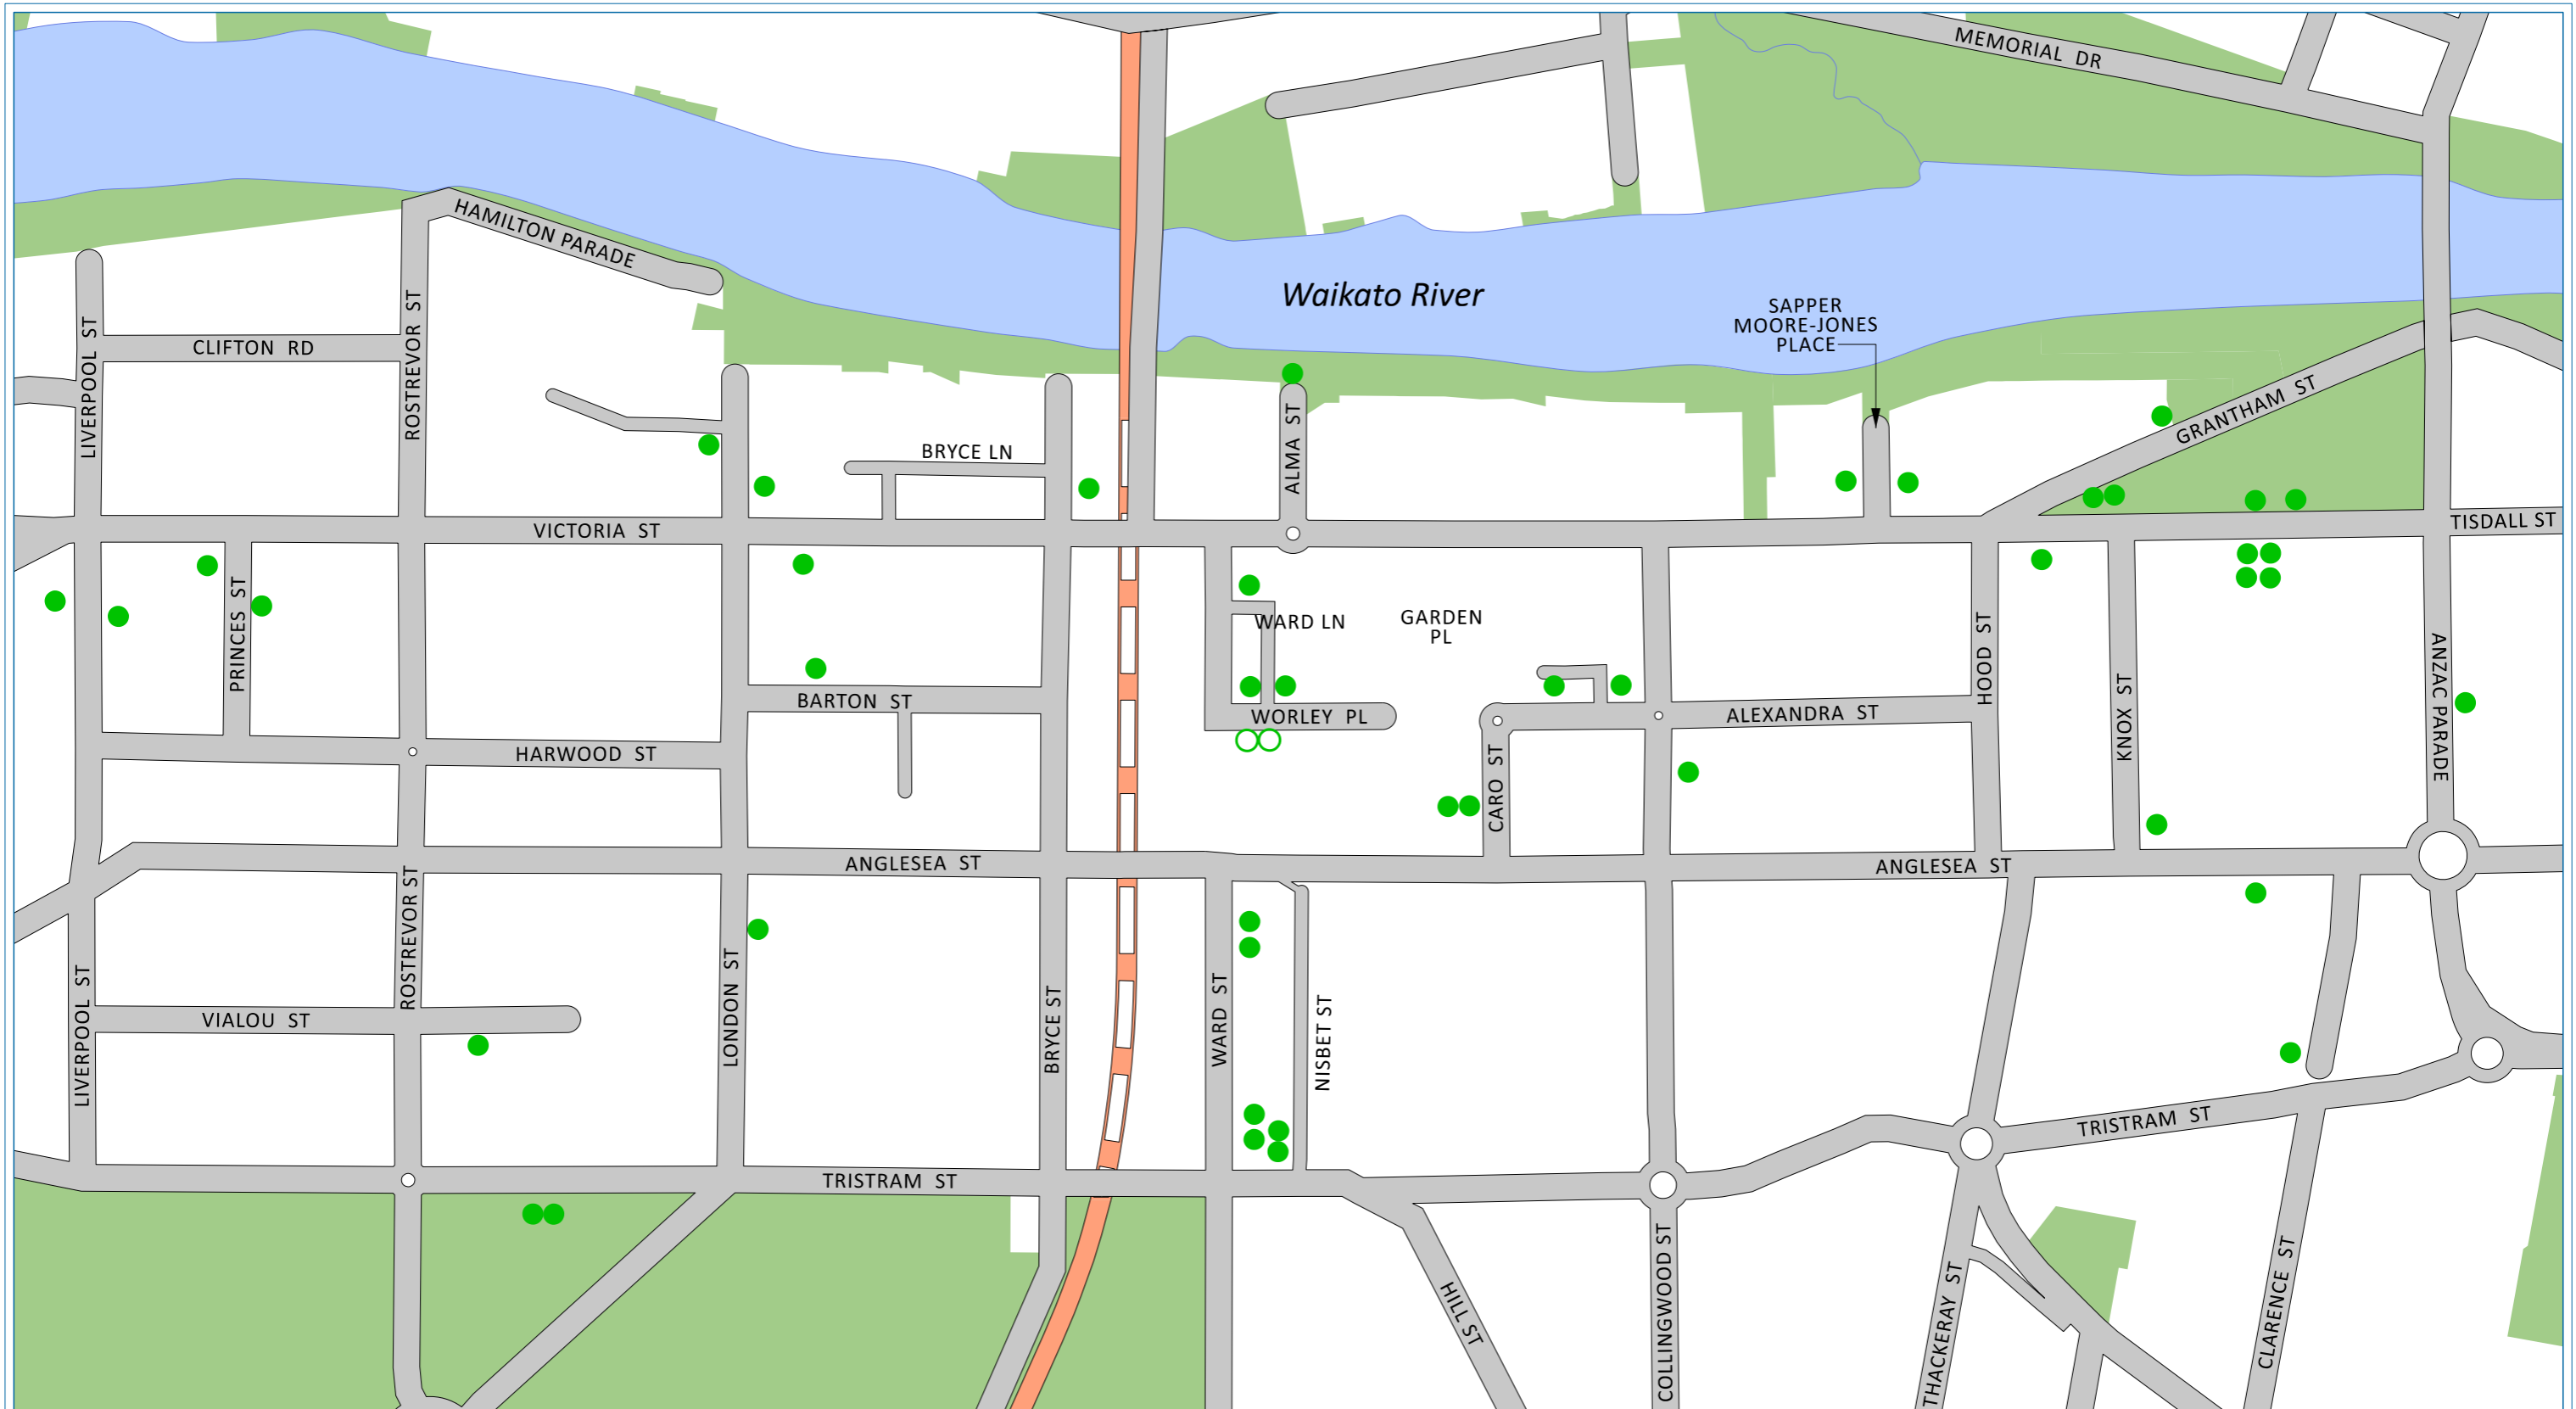 MEMORIAL DR
HAMILTON PARADE
Waikato River
SAPPER
MOORE-JONES
PLACE
LIVERPOOL ST
CLIFTON RD
ROSTREVOR ST
GRANTHAM ST
BRYCE LN
ALMA ST
VICTORIA ST
TISDALL ST
PRINCES ST
WARD LN
GARDEN
PL
HOOD ST
ANZAC PARADE
KNOX ST
BARTON ST
WORLEY PL
ALEXANDRA ST
HARWOOD ST
CARO ST
ANGLESEA ST
ANGLESEA ST
ROSTREVOR ST
LIVERPOOL ST
VIALOU ST
LONDON ST
BRYCE ST
WARD ST
NISBET ST
TRISTRAM ST
TRISTRAM ST
HILL ST
COLLINGWOOD ST
THACKERAY ST
CLARENCE ST